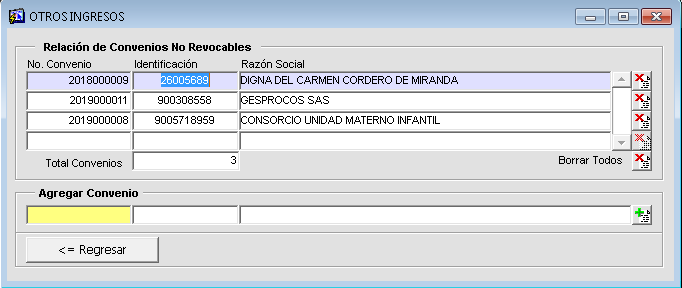 OTROS INGRESOS
Relación de Convenios No Revocables
No. Convenio Identificación Razón Social
2018000009 26005689 DIGNA DEL CARMEN CORDERO DE MIRANDA
2019000011 900308558 GESPROCOS SAS
2019000008 9005718959 CONSORCIO UNIDAD MATERNO INFANTIL
Total Convenios 3 Borrar Todos
Agregar Convenio
<= Regresar